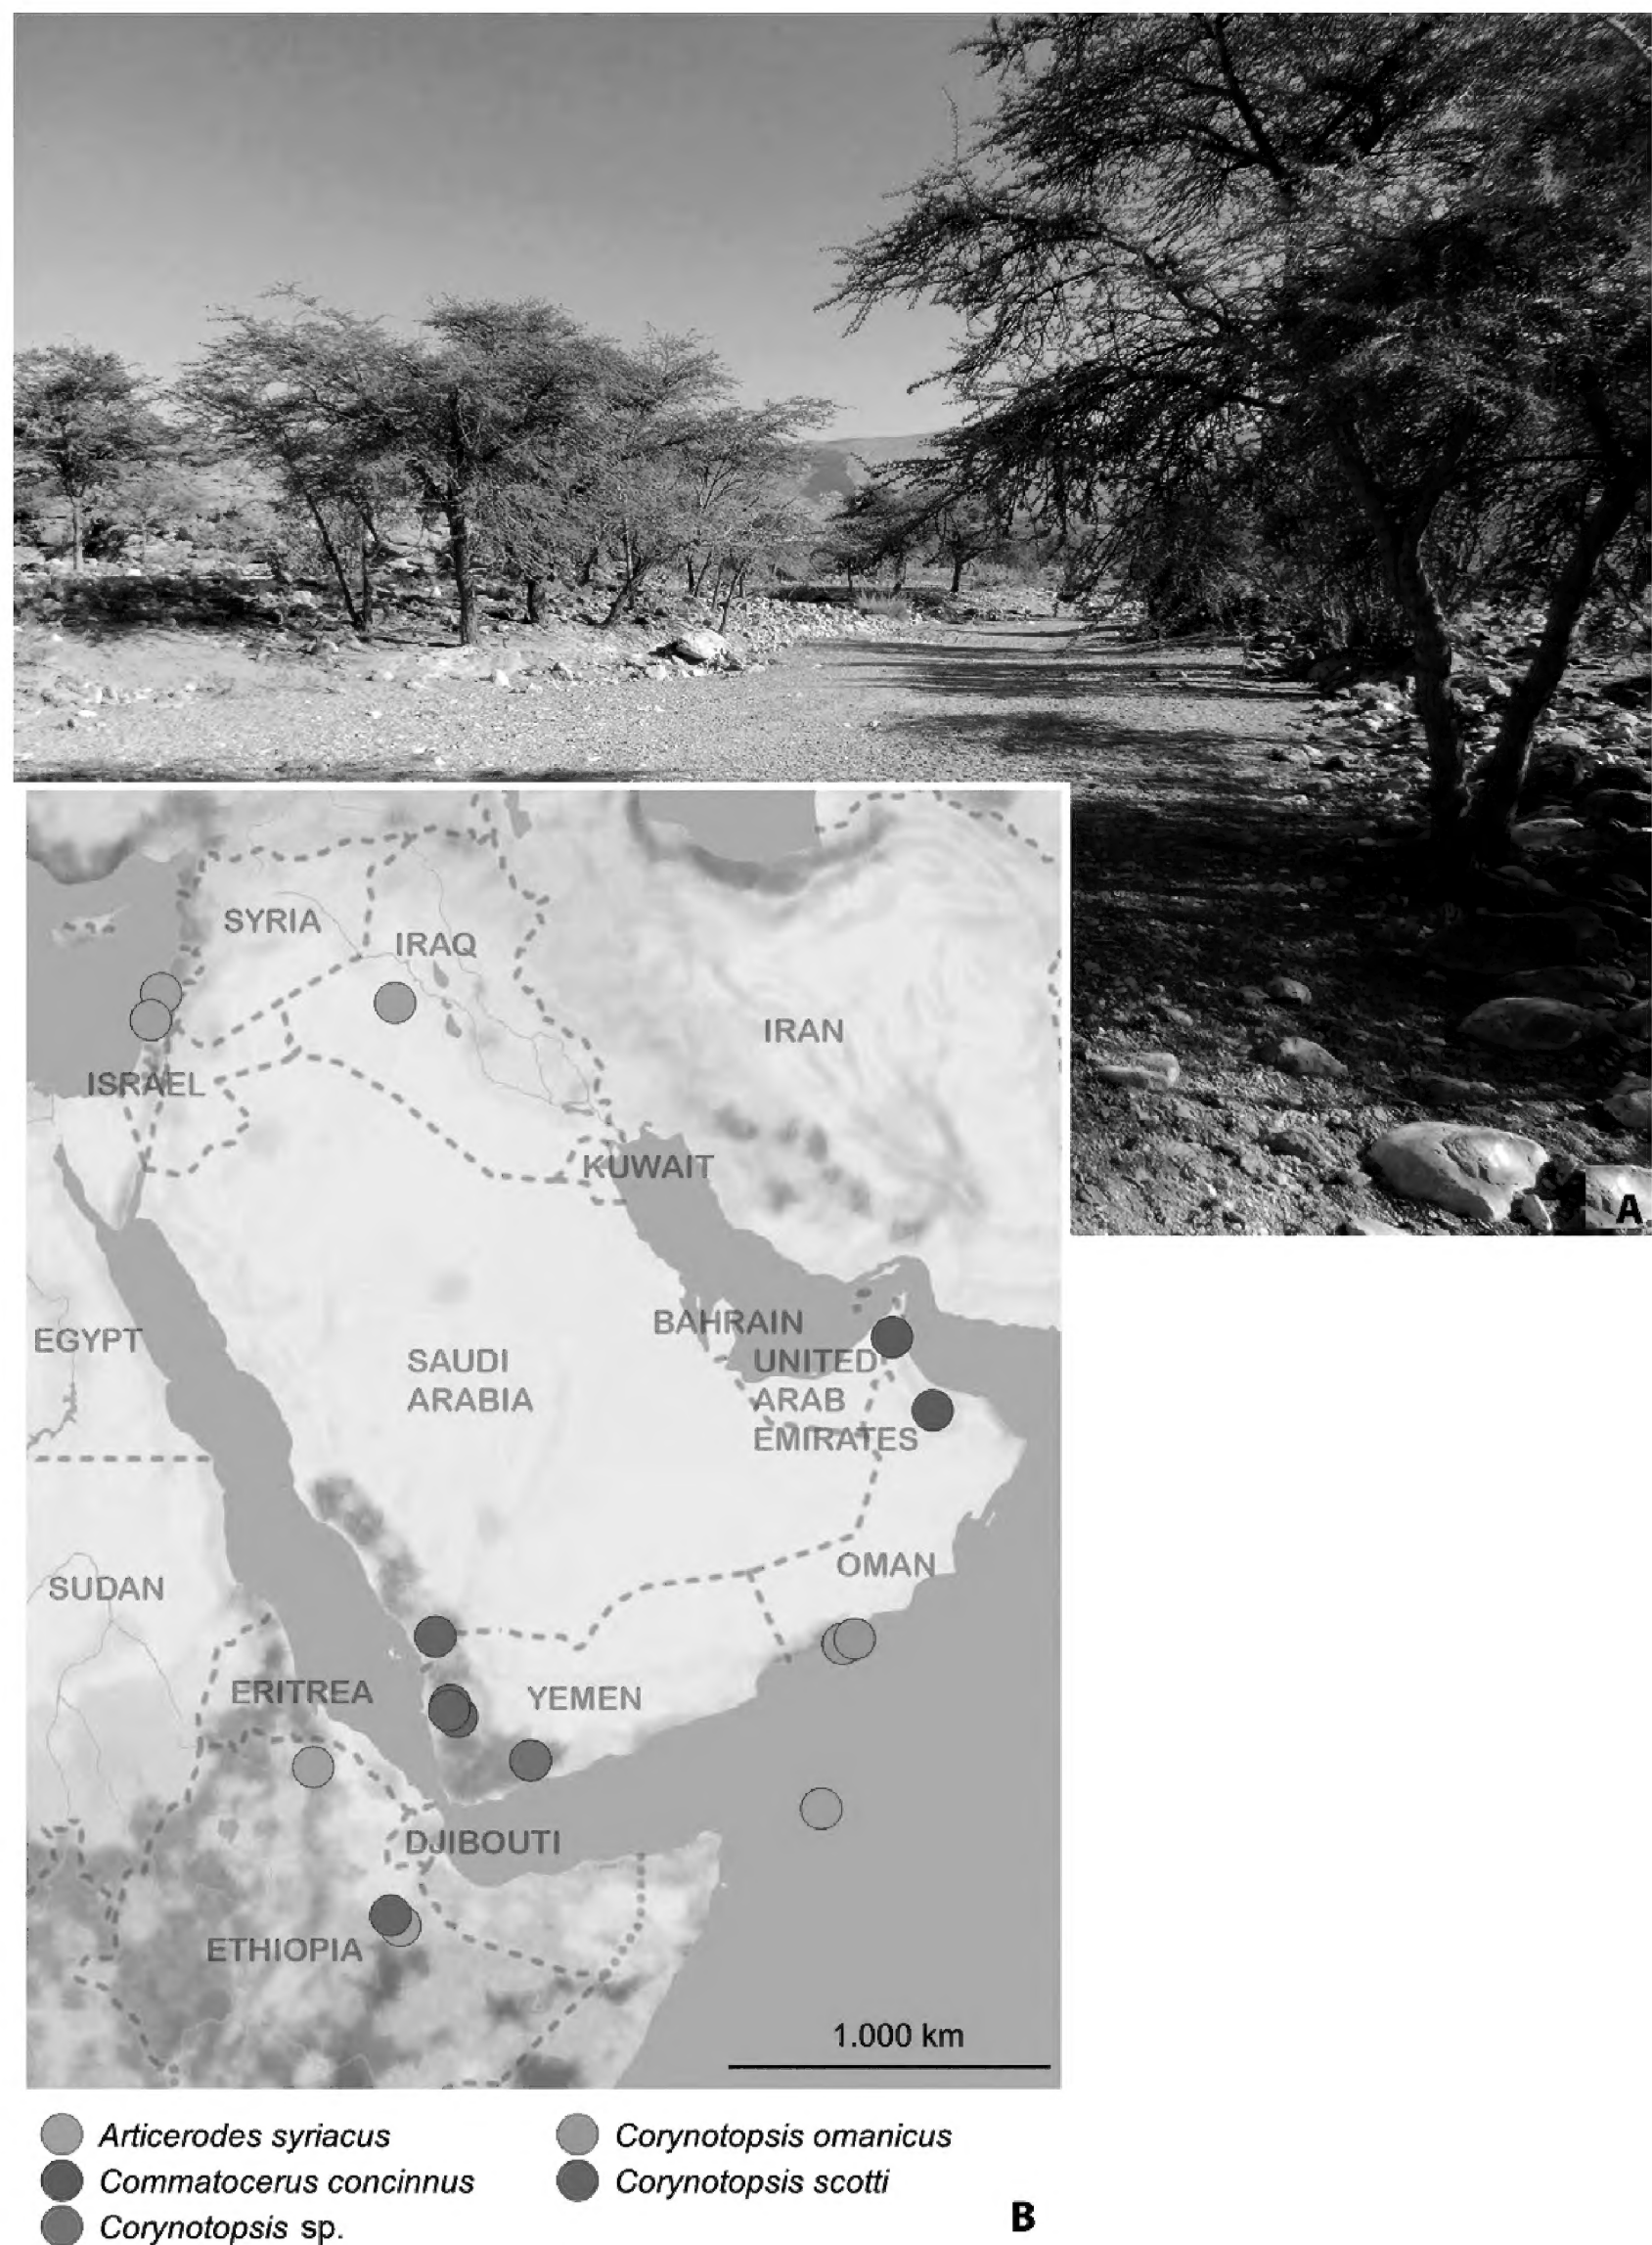 A
SYRIA
IRAQ
IRAN
ISRAEL
KUWAIT
EGYPT
BAHRAIN
SAUDI
ARABIA
UNITED
ARAB
EMIRATES
OMAN
SUDAN
ERITREA
YEMEN
DJIBOUTI
ETHIOPIA
1.000 km
Articerodes syriacus
Commatocerus concinnus
Corynotopsis sp.
Corynotopsis omanicus
Corynotopsis scotti
B